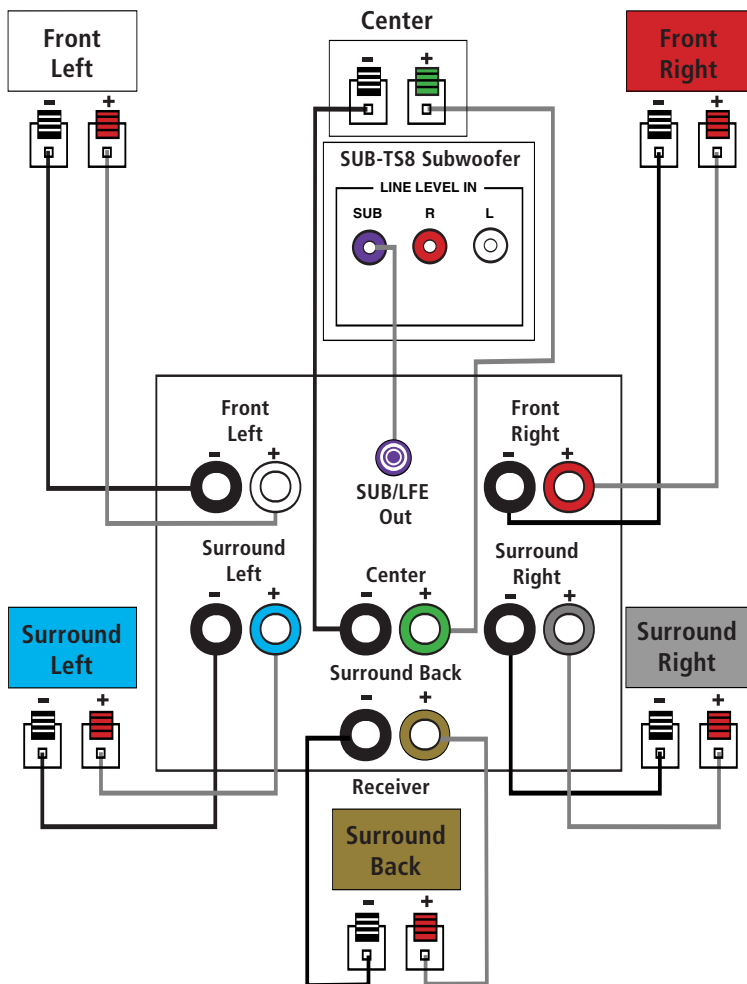 Center
Front
Left
Front
Right
- +
- +
- +
SUB-TS8 Subwoofer
LINE LEVEL IN
SUB R L
Front
Left
- +
Front
Right
- +
SUB/LFE
Out
Surround
Left
- +
Center
- +
Surround
Right
- +
Surround
Left
- +
Surround
Right
- +
Surround Back
- +
Receiver
Surround
Back
- +